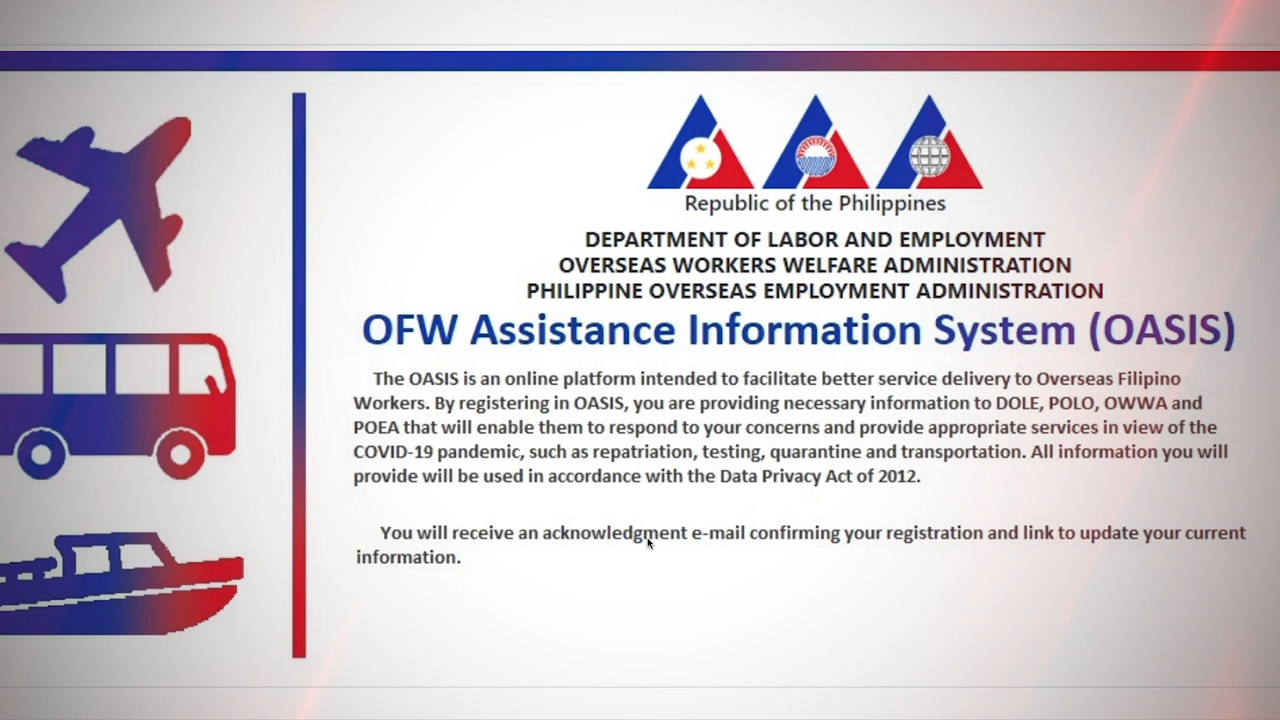 Republic of the Philippines
DEPARTMENT OF LABOR AND EMPLOYMENT
OVERSEAS WORKERS WELFARE ADMINISTRATION
PHILIPPINE OVERSEAS EMPLOYMENT ADMINISTRATION
OFW Assistance Information System (OASIS)
The OASIS is an online platform intended to facilitate better service delivery to Overseas Filipino
Workers. By registering in OASIS, you are providing necessary information to DOLE, POLO, OWWA and
POEA that will enable them to respond to your concerns and provide appropriate services in view of the
COVID-19 pandemic, such as repatriation, testing, quarantine and transportation. All information you will
provide will be used in accordance with the Data Privacy Act of 2012.
You will receive an acknowledgment e-mail confirming your registration and link to update your current
information.